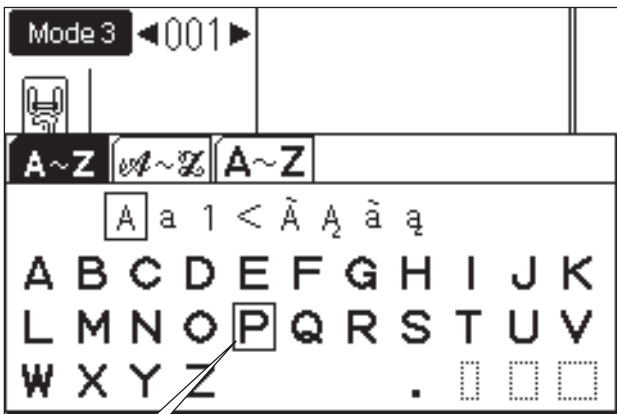 Mode 3 ◀001▶
A~Z 𝒜~𝒵 A~Z
A a 1 < Ã Ą ã ą
A B C D E F G H I J K
L M N O P Q R S T U V
W X Y Z .